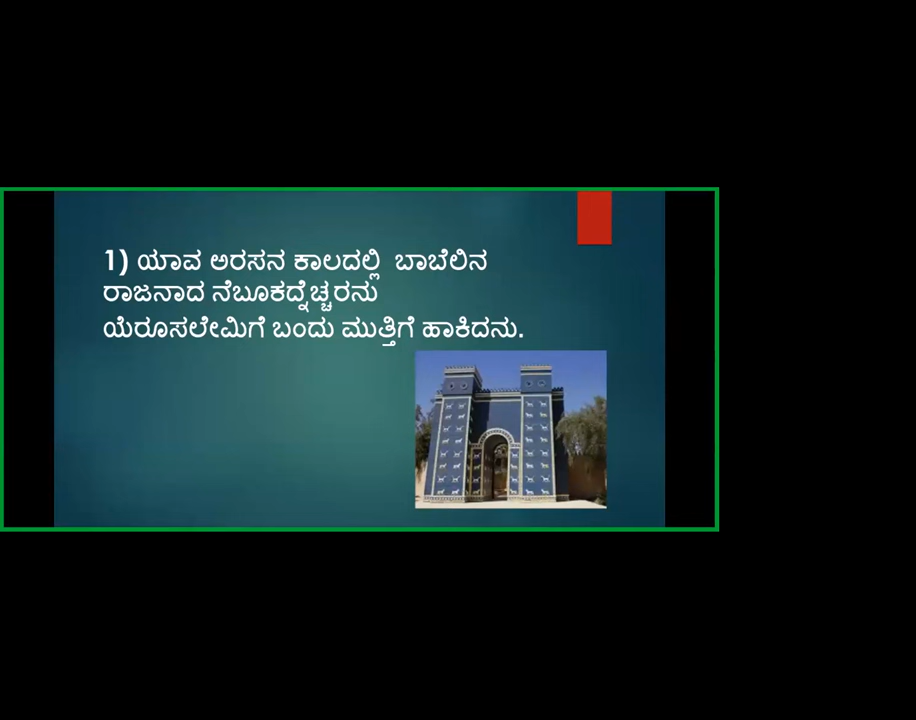 1) ಯಾವ ಅರಸನ ಕಾಲದಲ್ಲಿ ಬಾಬೆಲಿನ
ರಾಜನಾದ ನೆಬೂಕದ್ನೆಚ್ಚರನು
ಯೆರೂಸಲೇಮಿಗೆ ಬಂದು ಮುತ್ತಿಗೆ ಹಾಕಿದನು.